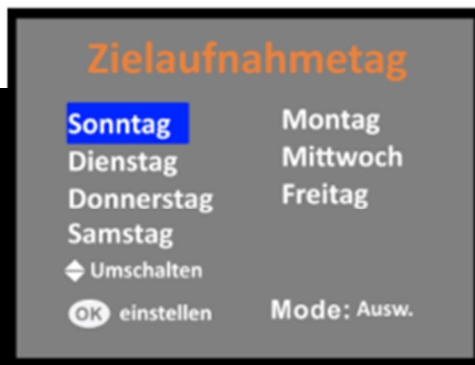 Zielaufnahmetag
Sonntag Montag
Dienstag Mittwoch
Donnerstag Freitag
Samstag
Umschalten
OK einstellen Mode: Ausw.